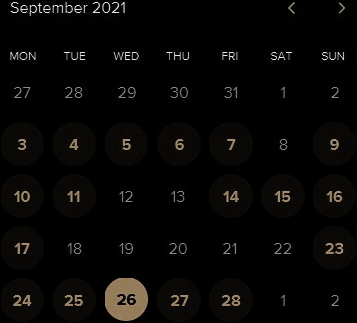 September 2021 < >
MON TUE WED THU FRI SAT SUN
27 28 29 30 31 1 2
3 4 5 6 7 8 9
10 11 12 13 14 15 16
17 18 19 20 21 22 23
24 25 26 27 28 1 2